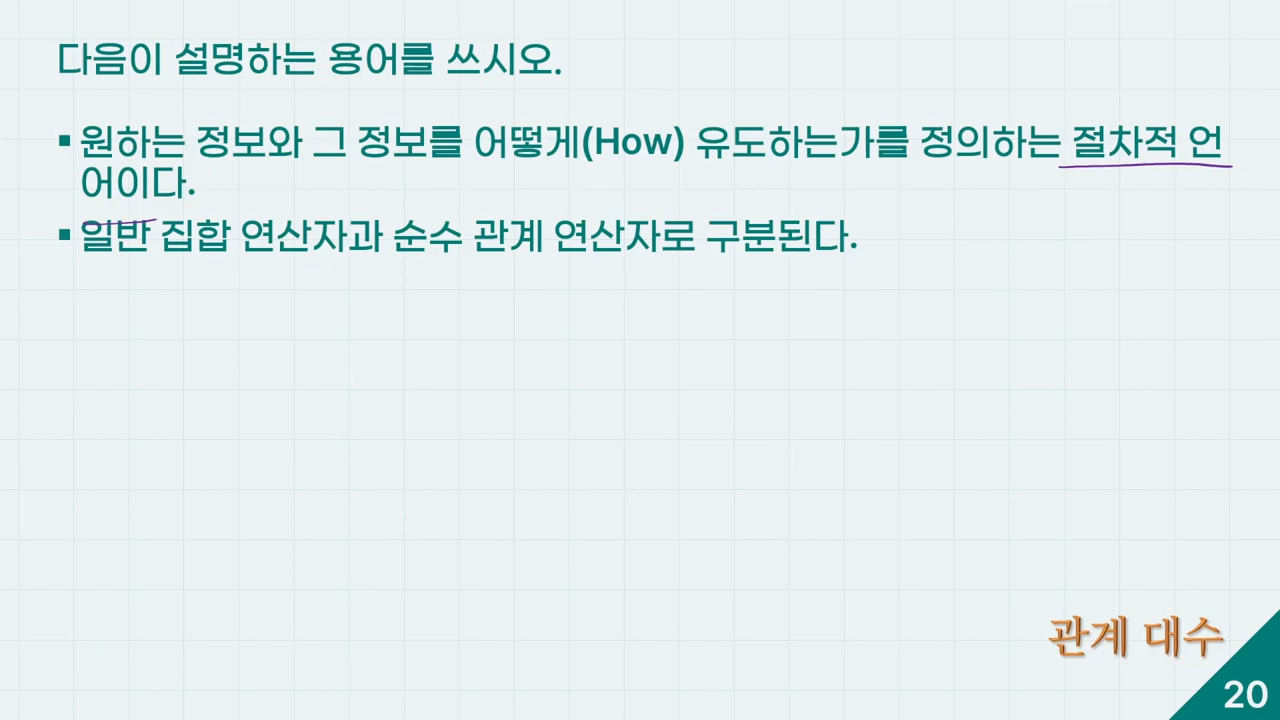 다음이 설명하는 용어를 쓰시오.
▪ 원하는 정보와 그 정보를 어떻게(How) 유도하는가를 정의하는 절차적 언
어이다.
▪ 일반 집합 연산자과 순수 관계 연산자로 구분된다.
관계 대수
20